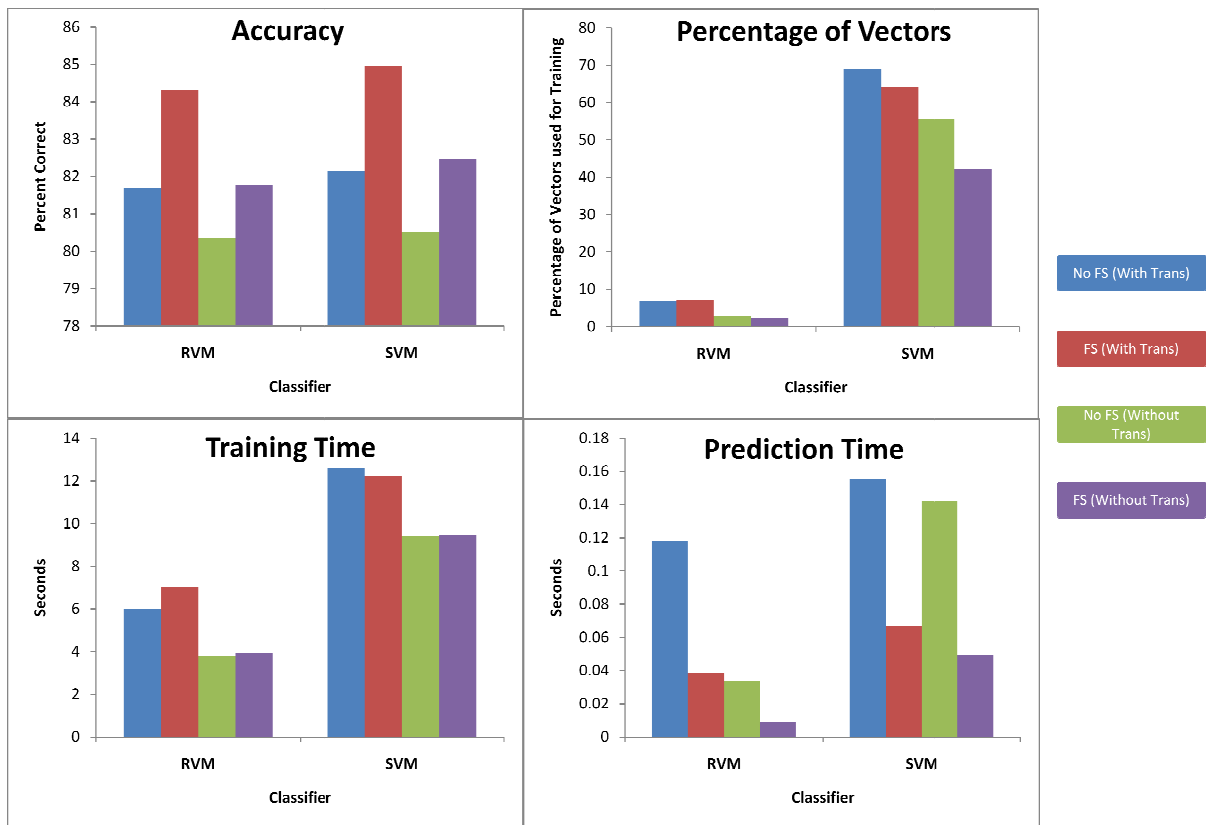 Accuracy
86
85
84
83
82
81
80
79
78
Percent Correct
RVM
SVM
Classifier
Percentage of Vectors
80
70
60
50
40
30
20
10
0
Percentage of Vectors used for Training
RVM
SVM
Classifier
Training Time
14
12
10
8
6
4
2
0
Seconds
RVM
SVM
Classifier
Prediction Time
0.18
0.16
0.14
0.12
0.1
0.08
0.06
0.04
0.02
0
Seconds
RVM
SVM
Classifier
No FS (With Trans)
FS (With Trans)
No FS (Without
Trans)
FS (Without Trans)